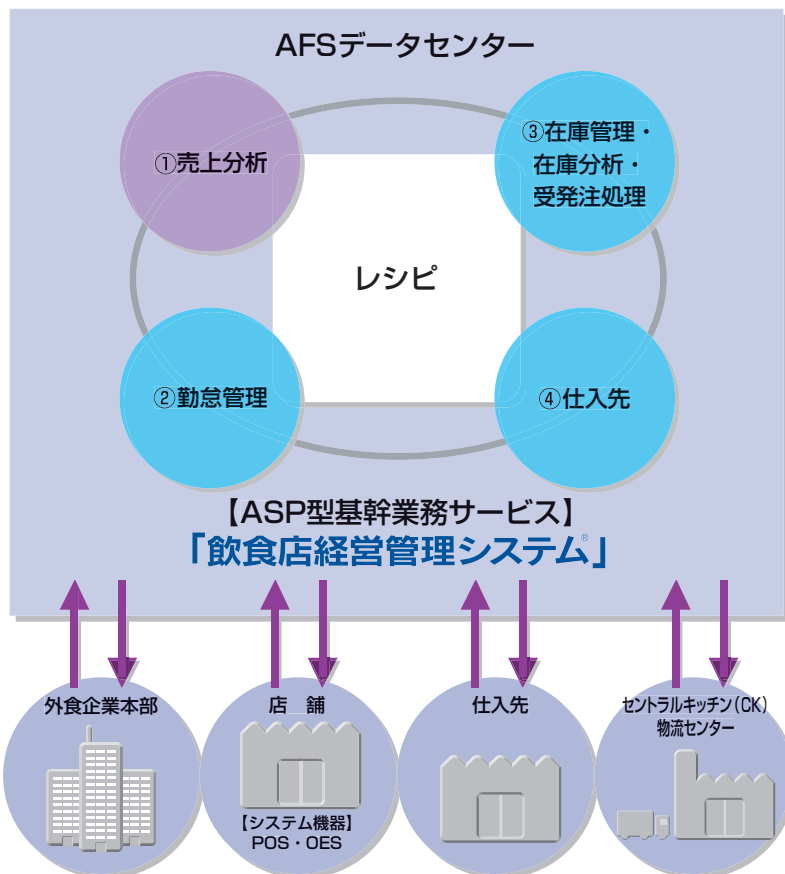 AFSデータセンター
①売上分析
③在庫管理・
在庫分析・
受発注処理
レシピ
②勤怠管理
④仕入先
【ASP型基幹業務サービス】
「飲食店経営管理システム®」
外食企業本部
店　舗
【システム機器】
POS・OES
仕入先
セントラルキッチン(CK)
物流センター